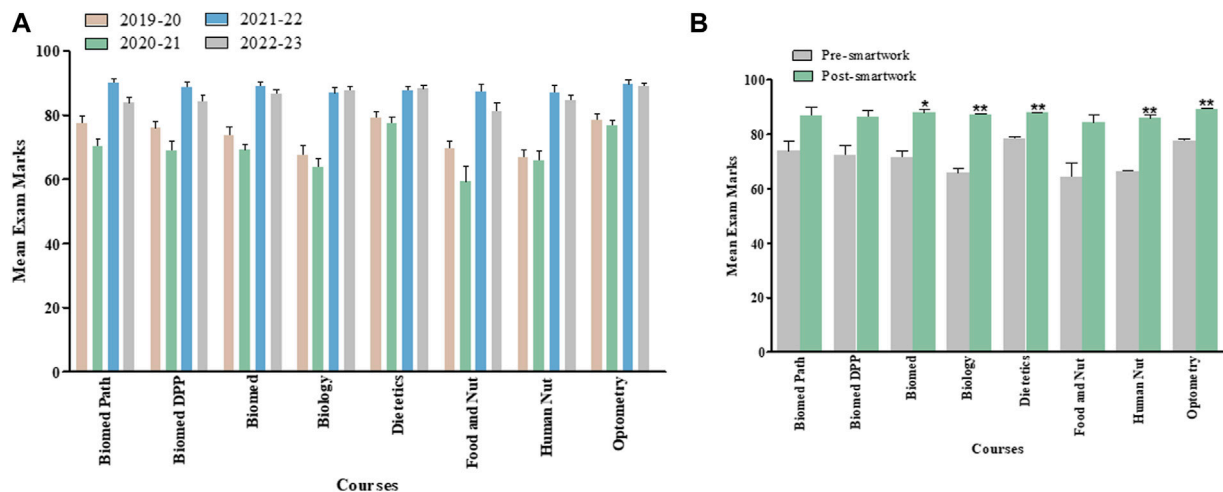 A
2019-20
2021-22
2020-21
2022-23
100
80
60
40
20
0
Mean Exam Marks
Biomed Path
Biomed DPP
Biomed
Biology
Dietetics
Food and Nut
Human Nut
Optometry
Courses
B
Pre-smartwork
Post-smartwork
100
80
60
40
20
0
Mean Exam Marks
*
**
**
**
**
Biomed Path
Biomed DPP
Biomed
Biology
Dietetics
Food and Nut
Human Nut
Optometry
Courses